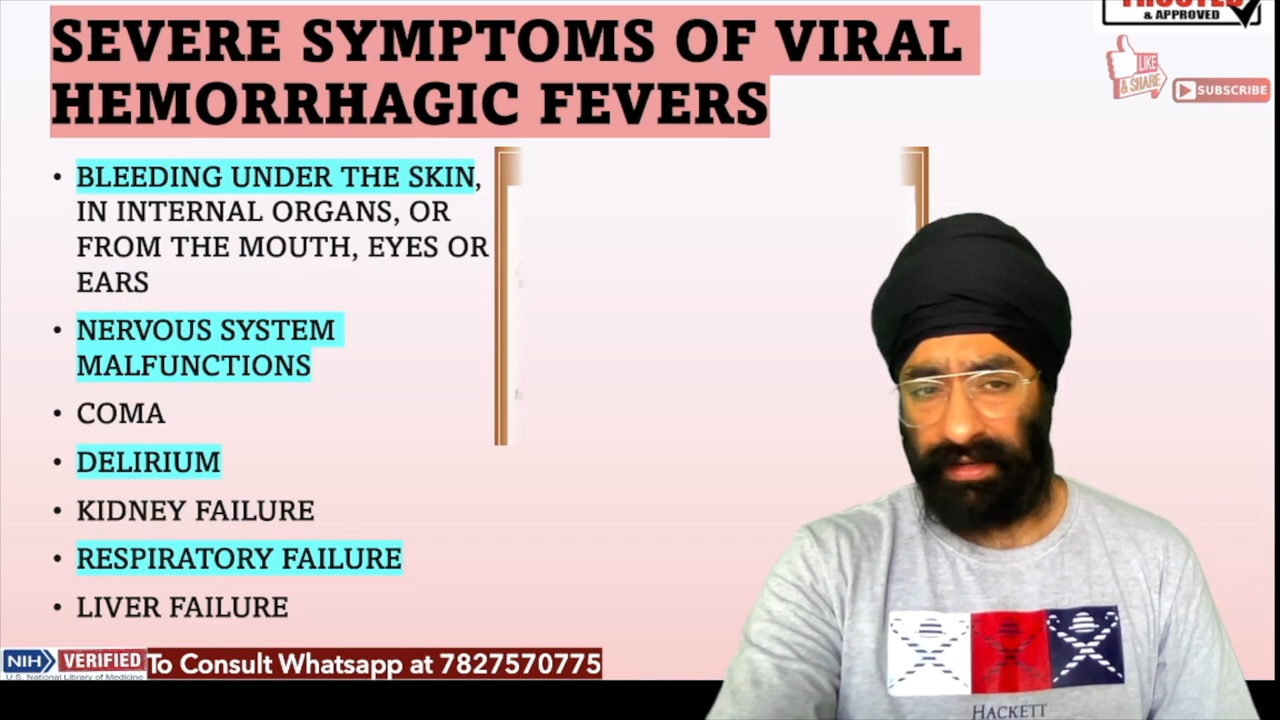 & APPROVED
SEVERE SYMPTOMS OF VIRAL
HEMORRHAGIC FEVERS
LIKE
& SHARE
SUBSCRIBE
• BLEEDING UNDER THE SKIN,
IN INTERNAL ORGANS, OR
FROM THE MOUTH, EYES OR
EARS
• NERVOUS SYSTEM
MALFUNCTIONS
• COMA
• DELIRIUM
• KIDNEY FAILURE
• RESPIRATORY FAILURE
• LIVER FAILURE
NIH VERIFIED
U.S. National Library of Medicine
To Consult Whatsapp at 7827570775
HACKETT